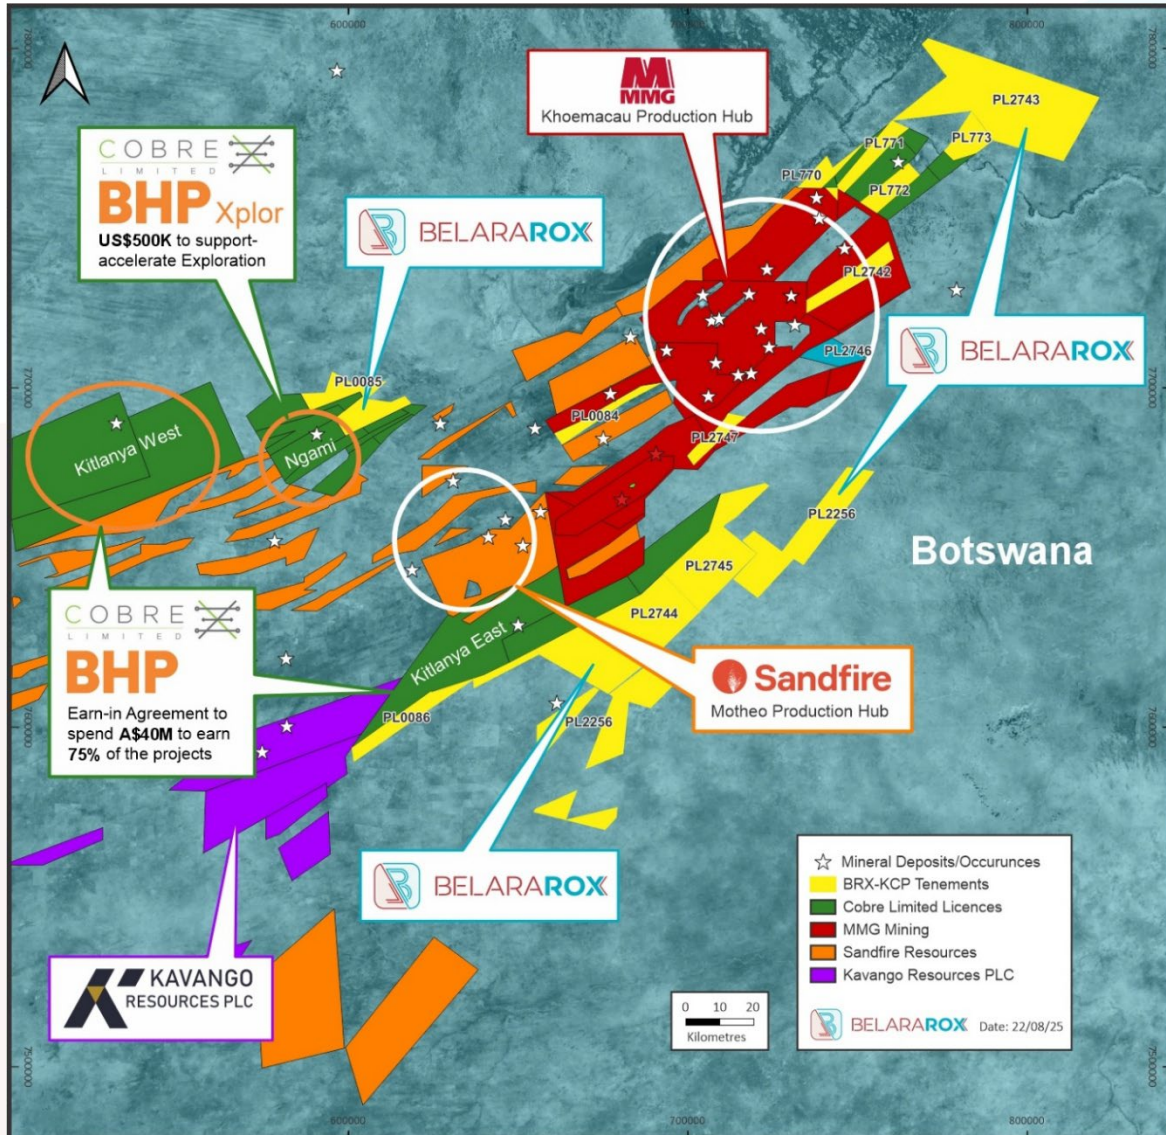 600000
700000
800000
7800000
7800000
MMG
Khoemacau Production Hub
PL2743
PL773
PL771
PL772
PL770
COBRE
LIMITED
BHP Xplor
US$500K to support-
accelerate Exploration
BELARAROX
PL2742
PL2746
BELARAROX
7700000
7700000
PL0085
PL0084
PL2747
Kitlanya West
Ngami
PL2256
Botswana
PL2745
PL2744
COBRE
LIMITED
BHP
Earn-in Agreement to
spend A$40M to earn
75% of the projects
Kitlanya East
Sandfire
Motheo Production Hub
PL0086
PL2256
7600000
7600000
BELARAROX
KAVANGO
RESOURCES PLC
Mineral Deposits/Occurunces
BRX-KCP Tenements
Cobre Limited Licences
MMG Mining
Sandfire Resources
Kavango Resources PLC
BELARAROX Date: 22/08/25
0 10 20
Kilometres
7500000
7500000
600000
700000
800000